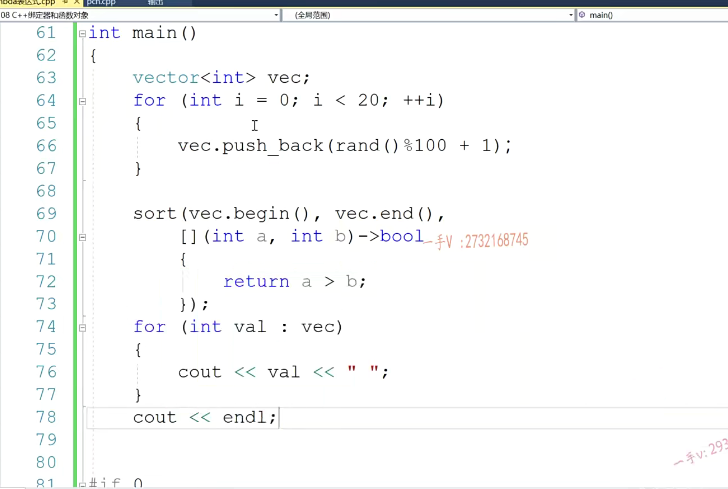 mbda表达式.cpp pch.cpp 输出
08 C++绑定器和函数对象 (全局范围) main()
61 int main()
62 {
63 vector<int> vec;
64 for (int i = 0; i < 20; ++i)
65 {
66 vec.push_back(rand()%100 + 1);
67 }
68
69 sort(vec.begin(), vec.end(),
70 [](int a, int b)->bool 一手V :2732168745
71 {
72 return a > b;
73 });
74 for (int val : vec)
75 {
76 cout << val << " ";
77 }
78 cout << endl;
79
80
一手v: 293
81 #if 0